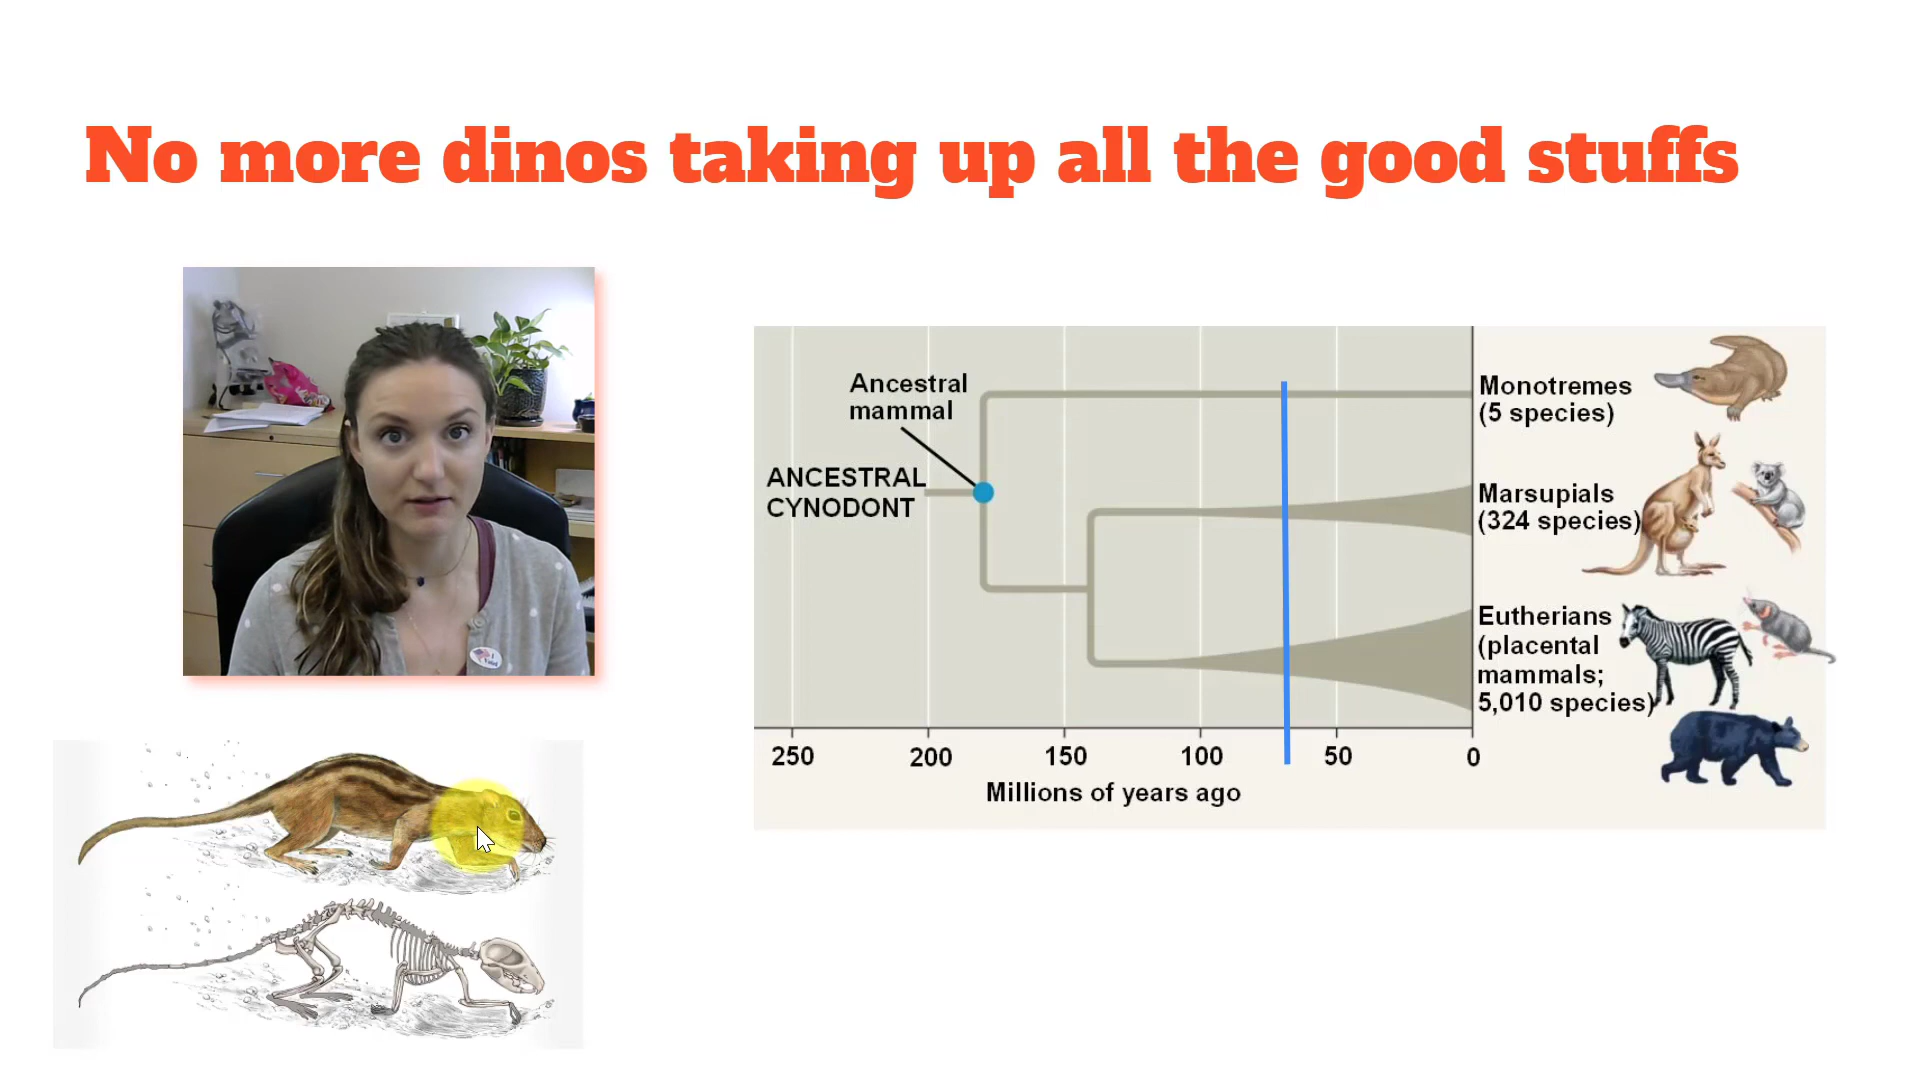 No more dinos taking up all the good stuffs
Ancestral
mammal
ANCESTRAL
CYNODONT
Monotremes
(5 species)
Marsupials
(324 species)
Eutherians
(placental
mammals;
5,010 species)
250 200 150 100 50 0
Millions of years ago